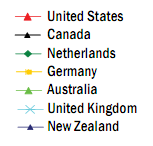 United States
Canada
Netherlands
Germany
Australia
United Kingdom
New Zealand